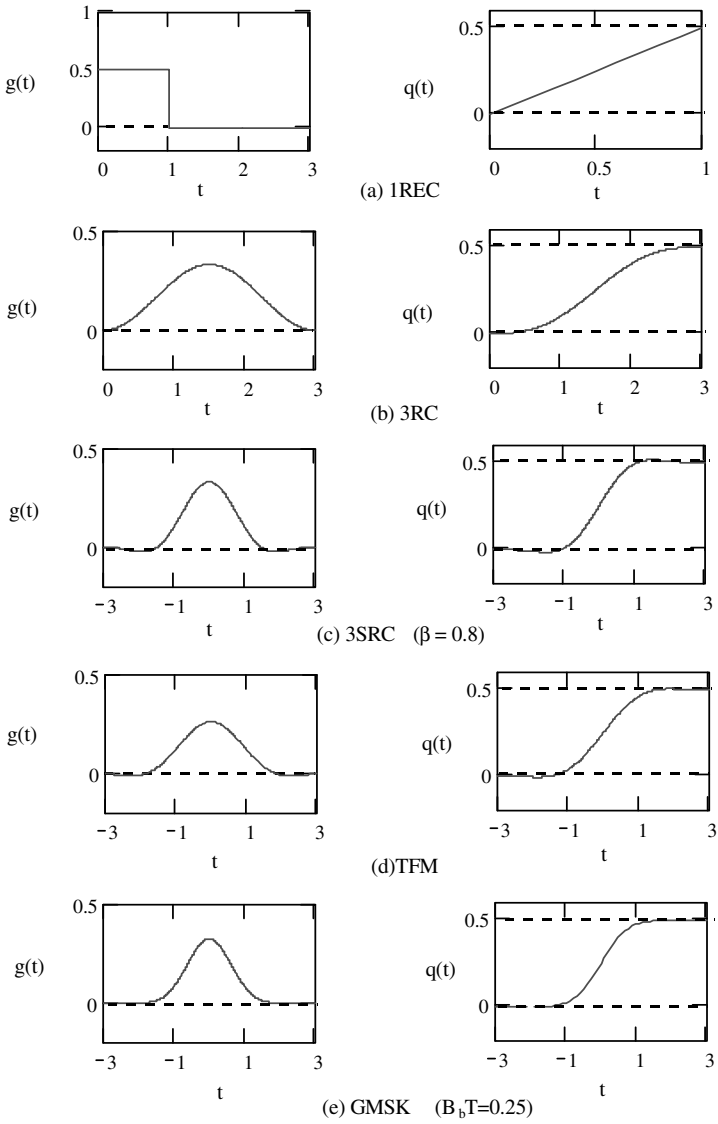 1
g(t)
0.5
0
0 1 2 3
t
0.5
q(t)
0
0 0.5 1
t
(a) 1REC
0.5
g(t)
0
0 1 2 3
t
0.5
q(t)
0
0 1 2 3
t
(b) 3RC
0.5
g(t)
0
−3 −1 1 3
t
0.5
q(t)
0
−3 −1 1 3
t
(c) 3SRC (β = 0.8)
0.5
g(t)
0
−3 −1 1 3
t
0.5
q(t)
0
−3 −1 1 3
t
(d)TFM
0.5
g(t)
0
−3 −1 1 3
t
0.5
q(t)
0
−3 −1 1 3
t
(e) GMSK (BbT=0.25)